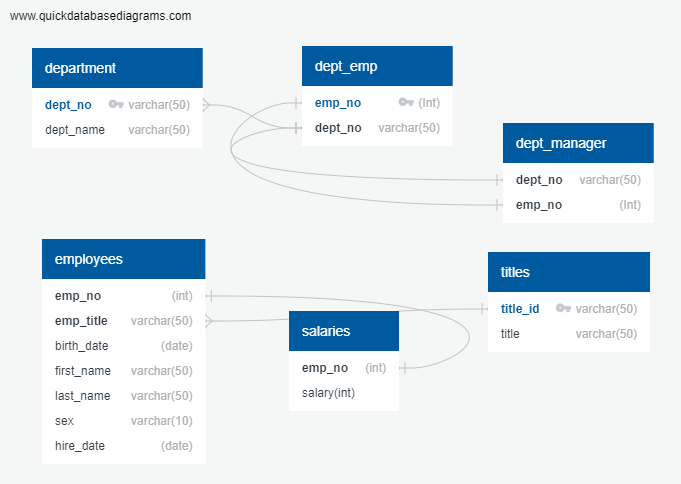 www.quickdatabasediagrams.com
department
dept_no varchar(50)
dept_name varchar(50)
dept_emp
emp_no (Int)
dept_no varchar(50)
dept_manager
dept_no varchar(50)
emp_no (Int)
employees
emp_no (int)
emp_title varchar(50)
birth_date (date)
first_name varchar(50)
last_name varchar(50)
sex varchar(10)
hire_date (date)
salaries
emp_no (int)
salary(int)
titles
title_id varchar(50)
title varchar(50)